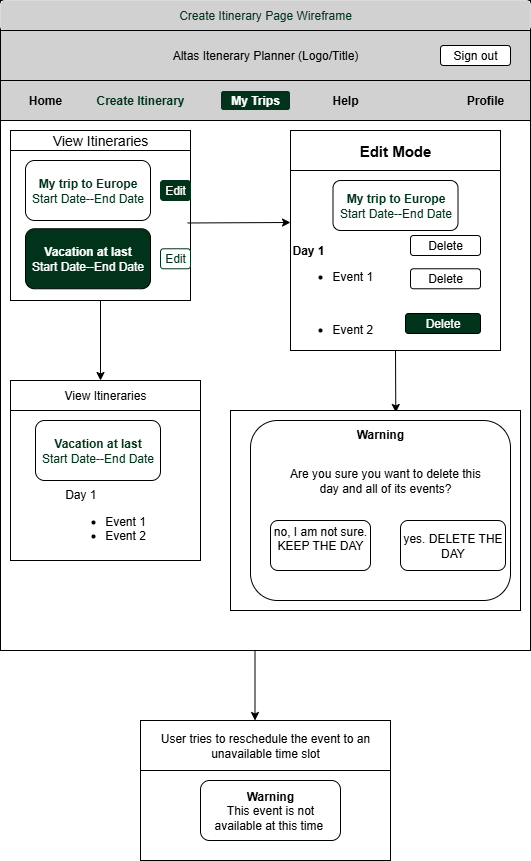 Create Itinerary Page Wireframe
Altas Itenerary Planner (Logo/Title)
Sign out
Home
Create Itinerary
My Trips
Help
Profile
View Itineraries
My trip to Europe
Start Date--End Date
Edit
Vacation at last
Start Date--End Date
Edit
Edit Mode
My trip to Europe
Start Date--End Date
Day 1
Delete
Event 1
Delete
Event 2
Delete
View Itineraries
Vacation at last
Start Date--End Date
Day 1
Event 1
Event 2
Warning
Are you sure you want to delete this
day and all of its events?
no, I am not sure.
KEEP THE DAY
yes. DELETE THE
DAY
User tries to reschedule the event to an
unavailable time slot
Warning
This event is not
available at this time